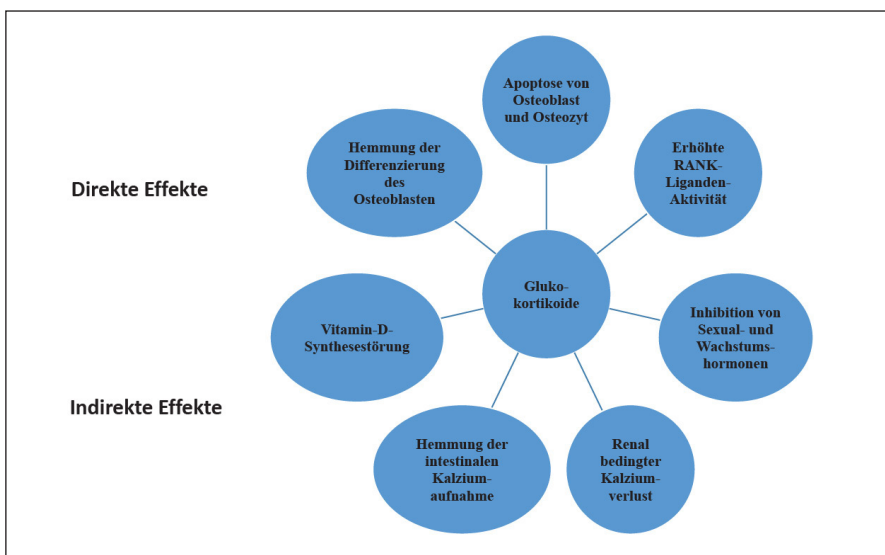 Apoptose von
Osteoblast
und Osteozyt
Hemmung der
Differenzierung
des
Osteoblasten
Erhöhte
RANK-
Liganden-
Aktivität
Direkte Effekte
Gluko-
kortikoide
Vitamin-D-
Synthesestörung
Inhibition von
Sexual- und
Wachstums-
hormonen
Indirekte Effekte
Hemmung der
intestinalen
Kalzium-
aufnahme
Renal
bedingter
Kalzium-
verlust